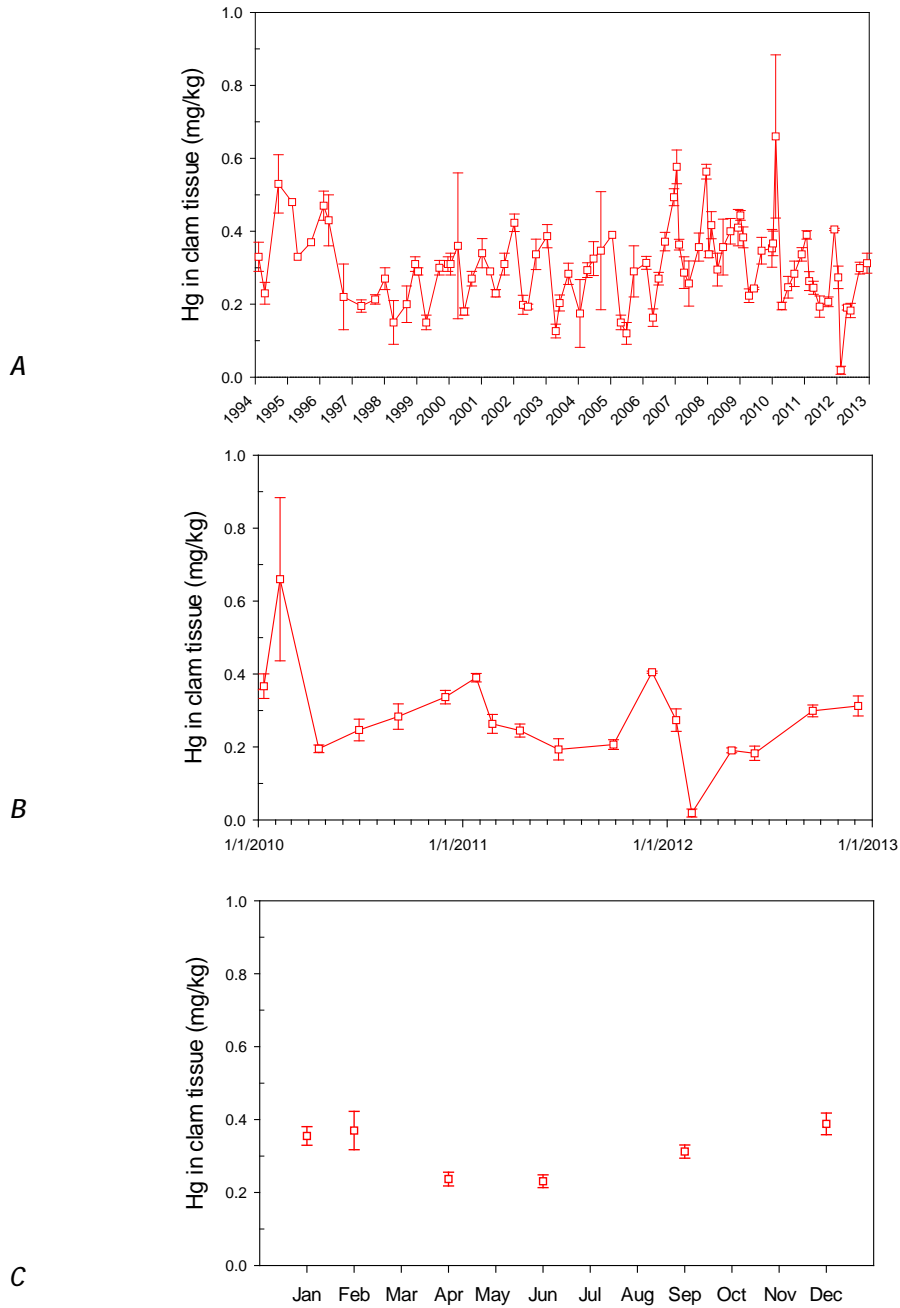 Hg in clam tissue (mg/kg)
1.0
0.8
0.6
0.4
0.2
0.0
1994 1995 1996 1997 1998 1999 2000 2001 2002 2003 2004 2005 2006 2007 2008 2009 2010 2011 2012 2013
A
Hg in clam tissue (mg/kg)
1.0
0.8
0.6
0.4
0.2
0.0
1/1/2010 1/1/2011 1/1/2012 1/1/2013
B
Hg in clam tissue (mg/kg)
1.0
0.8
0.6
0.4
0.2
0.0
Jan Feb Mar Apr May Jun Jul Aug Sep Oct Nov Dec
C